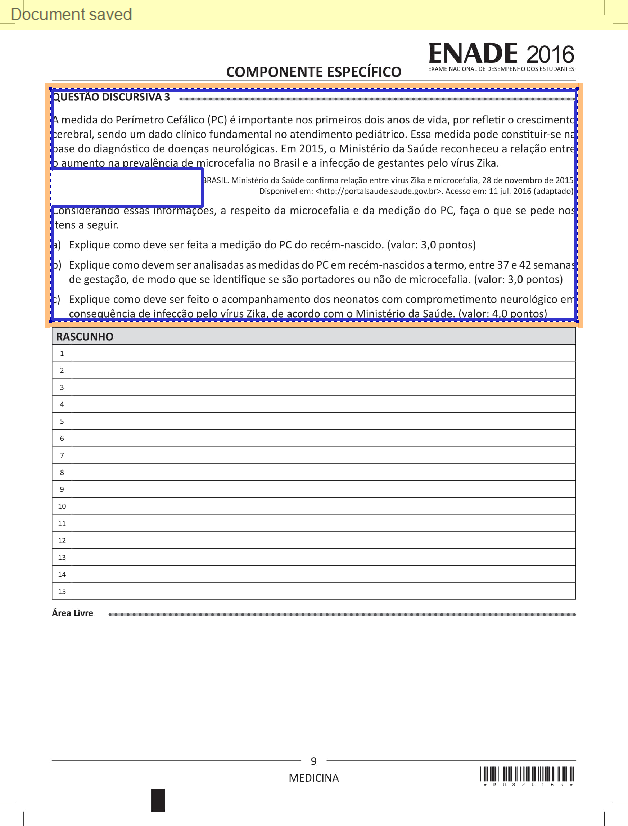 Document saved
ENADE 2016
EXAME NACIONAL DE DESEMPENHO DOS ESTUDANTES
COMPONENTE ESPECÍFICO
QUESTÃO DISCURSIVA 3
A medida do Perímetro Cefálico (PC) é importante nos primeiros dois anos de vida, por refletir o crescimento
cerebral, sendo um dado clínico fundamental no atendimento pediátrico. Essa medida pode constituir-se na
base do diagnóstico de doenças neurológicas. Em 2015, o Ministério da Saúde reconheceu a relação entre
o aumento na prevalência de microcefalia no Brasil e a infecção de gestantes pelo vírus Zika.
BRASIL. Ministério da Saúde confirma relação entre vírus Zika e microcefalia, 28 de novembro de 2015.
Disponível em: <http://portalsaude.saude.gov.br>. Acesso em: 11 jul. 2016 (adaptado)
Considerando essas informações, a respeito da microcefalia e da medição do PC, faça o que se pede nos
itens a seguir.
a) Explique como deve ser feita a medição do PC do recém-nascido. (valor: 3,0 pontos)
b) Explique como devem ser analisadas as medidas do PC em recém-nascidos a termo, entre 37 e 42 semanas
de gestação, de modo que se identifique se são portadores ou não de microcefalia. (valor: 3,0 pontos)
c) Explique como deve ser feito o acompanhamento dos neonatos com comprometimento neurológico em
consequência de infecção pelo vírus Zika, de acordo com o Ministério da Saúde. (valor: 4,0 pontos)
RASCUNHO
1
2
3
4
5
6
7
8
9
10
11
12
13
14
15
Área Livre
9
MEDICINA